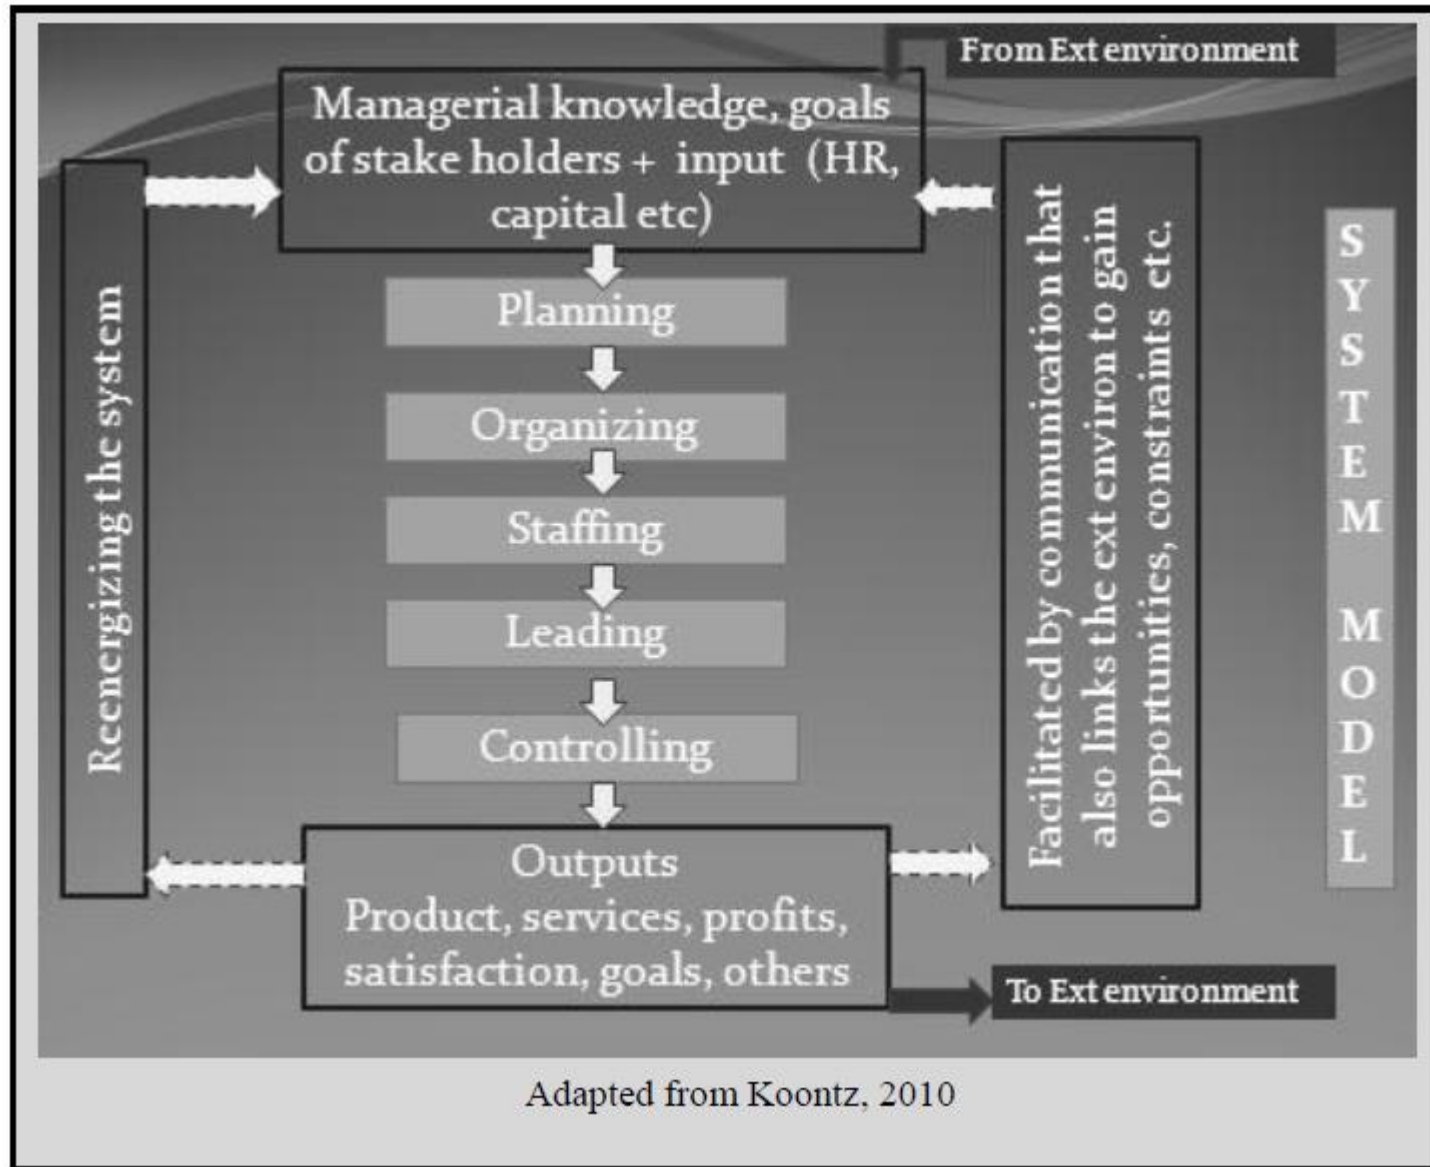 From Ext environment
Managerial knowledge, goals
of stake holders + input (HR,
capital etc)
Planning
Organizing
Staffing
Leading
Controlling
Outputs
Product, services, profits,
satisfaction, goals, others
To Ext environment
Reenergizing the system
Facilitated by communication that
also links the ext environ to gain
opportunities, constraints etc.
SYSTEM MODEL
Adapted from Koontz, 2010